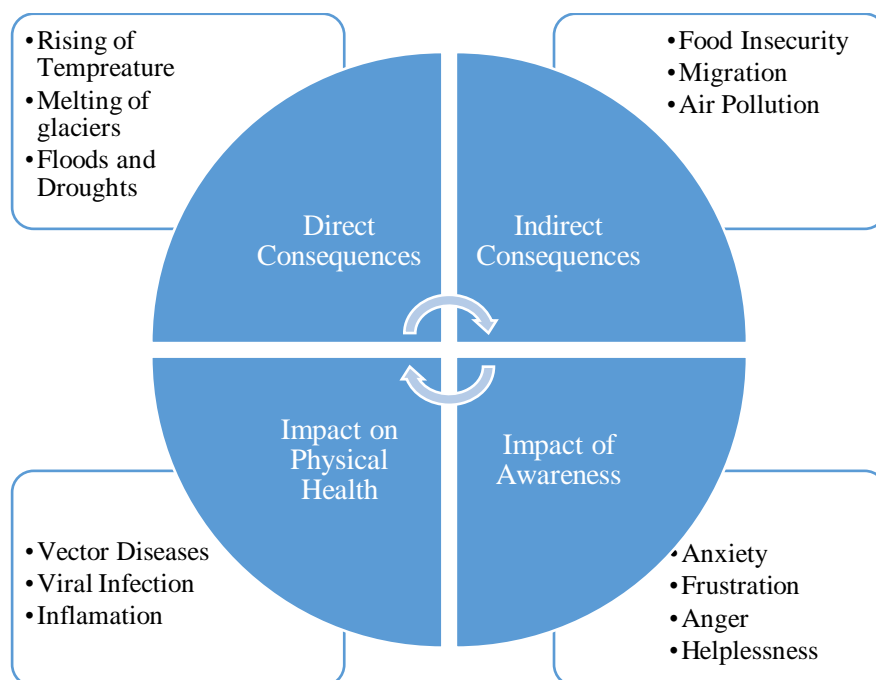 •Rising of
Tempreature
•Melting of
glaciers
•Floods and
Droughts
•Food Insecurity
•Migration
•Air Pollution
Direct
Consequences
Indirect
Consequences
Impact on
Physical
Health
Impact of
Awareness
•Vector Diseases
•Viral Infection
•Inflamation
•Anxiety
•Frustration
•Anger
•Helplessness